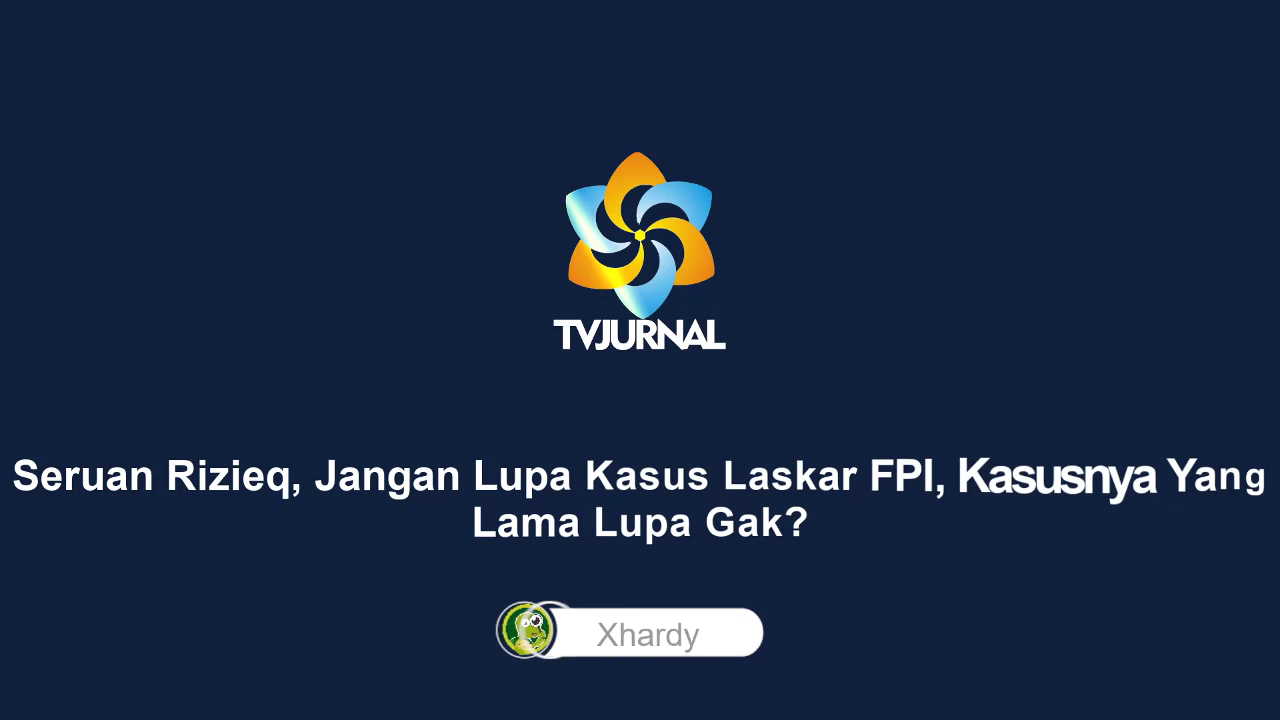 TVJURNAL
Seruan Rizieq, Jangan Lupa Kasus Laskar FPI, Kasusnya Yang
Lama Lupa Gak?
Xhardy